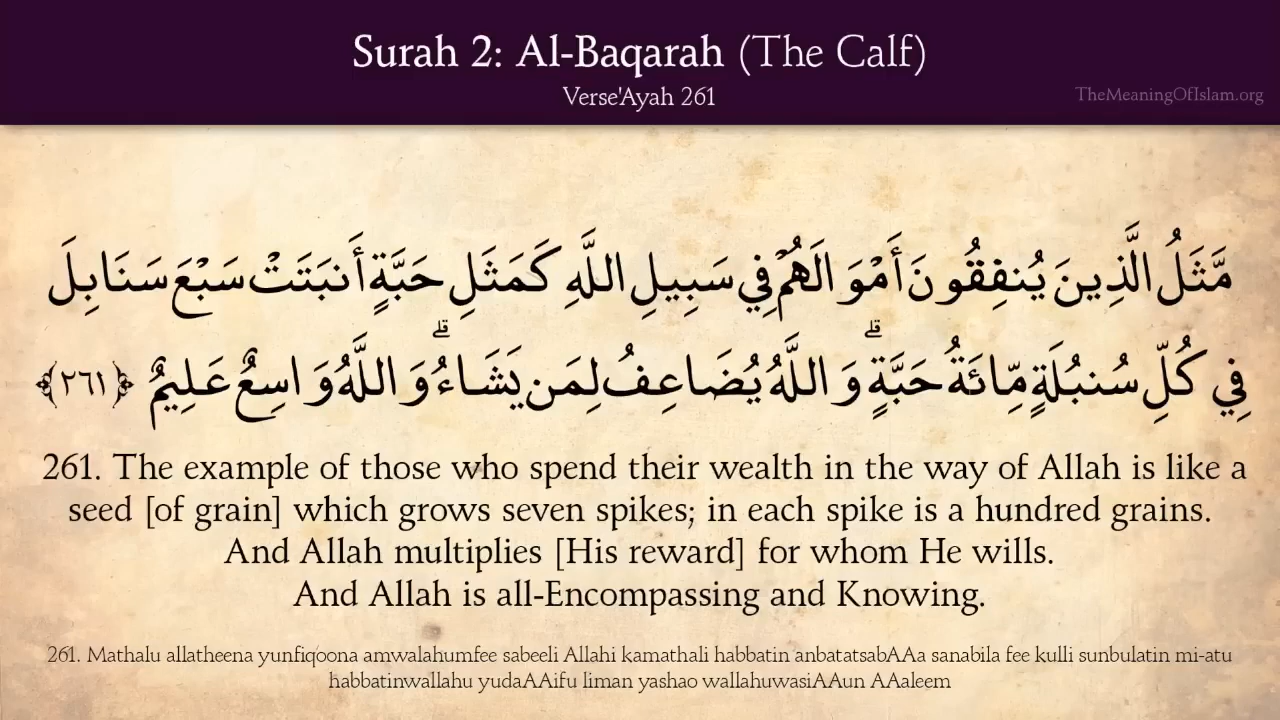 Surah 2: Al-Baqarah (The Calf)
Verse'Ayah 261
TheMeaningOfIslam.org
مَّثَلُ الَّذِينَ يُنفِقُونَ أَمْوَالَهُمْ فِي سَبِيلِ اللَّهِ كَمَثَلِ حَبَّةٍ أَنبَتَتْ سَبْعَ سَنَابِلَ
فِي كُلِّ سُنبُلَةٍ مِّائَةُ حَبَّةٍ ۗ وَاللَّهُ يُضَاعِفُ لِمَن يَشَاءُ ۗ وَاللَّهُ وَاسِعٌ عَلِيمٌ ﴿٢٦١﴾
261. The example of those who spend their wealth in the way of Allah is like a
seed [of grain] which grows seven spikes; in each spike is a hundred grains.
And Allah multiplies [His reward] for whom He wills.
And Allah is all-Encompassing and Knowing.
261. Mathalu allatheena yunfiqoona amwalahumfee sabeeli Allahi kamathali habbatin anbatatsabAAa sanabila fee kulli sunbulatin mi-atu
habbatinwallahu yudaAAifu liman yashao wallahuwasiAAun AAaleem